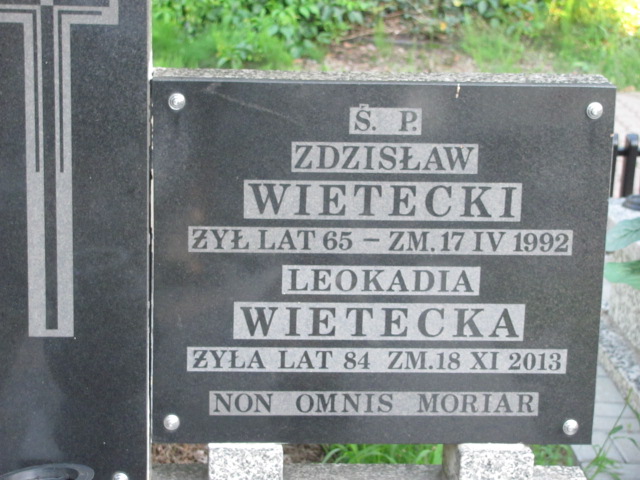 Ś. P.
ZDZISŁAW
WIETECKI
ŻYŁ LAT 65 – ZM. 17 IV 1992
LEOKADIA
WIETECKA
ŻYŁA LAT 84 ZM. 18 XI 2013
NON OMNIS MORIAR